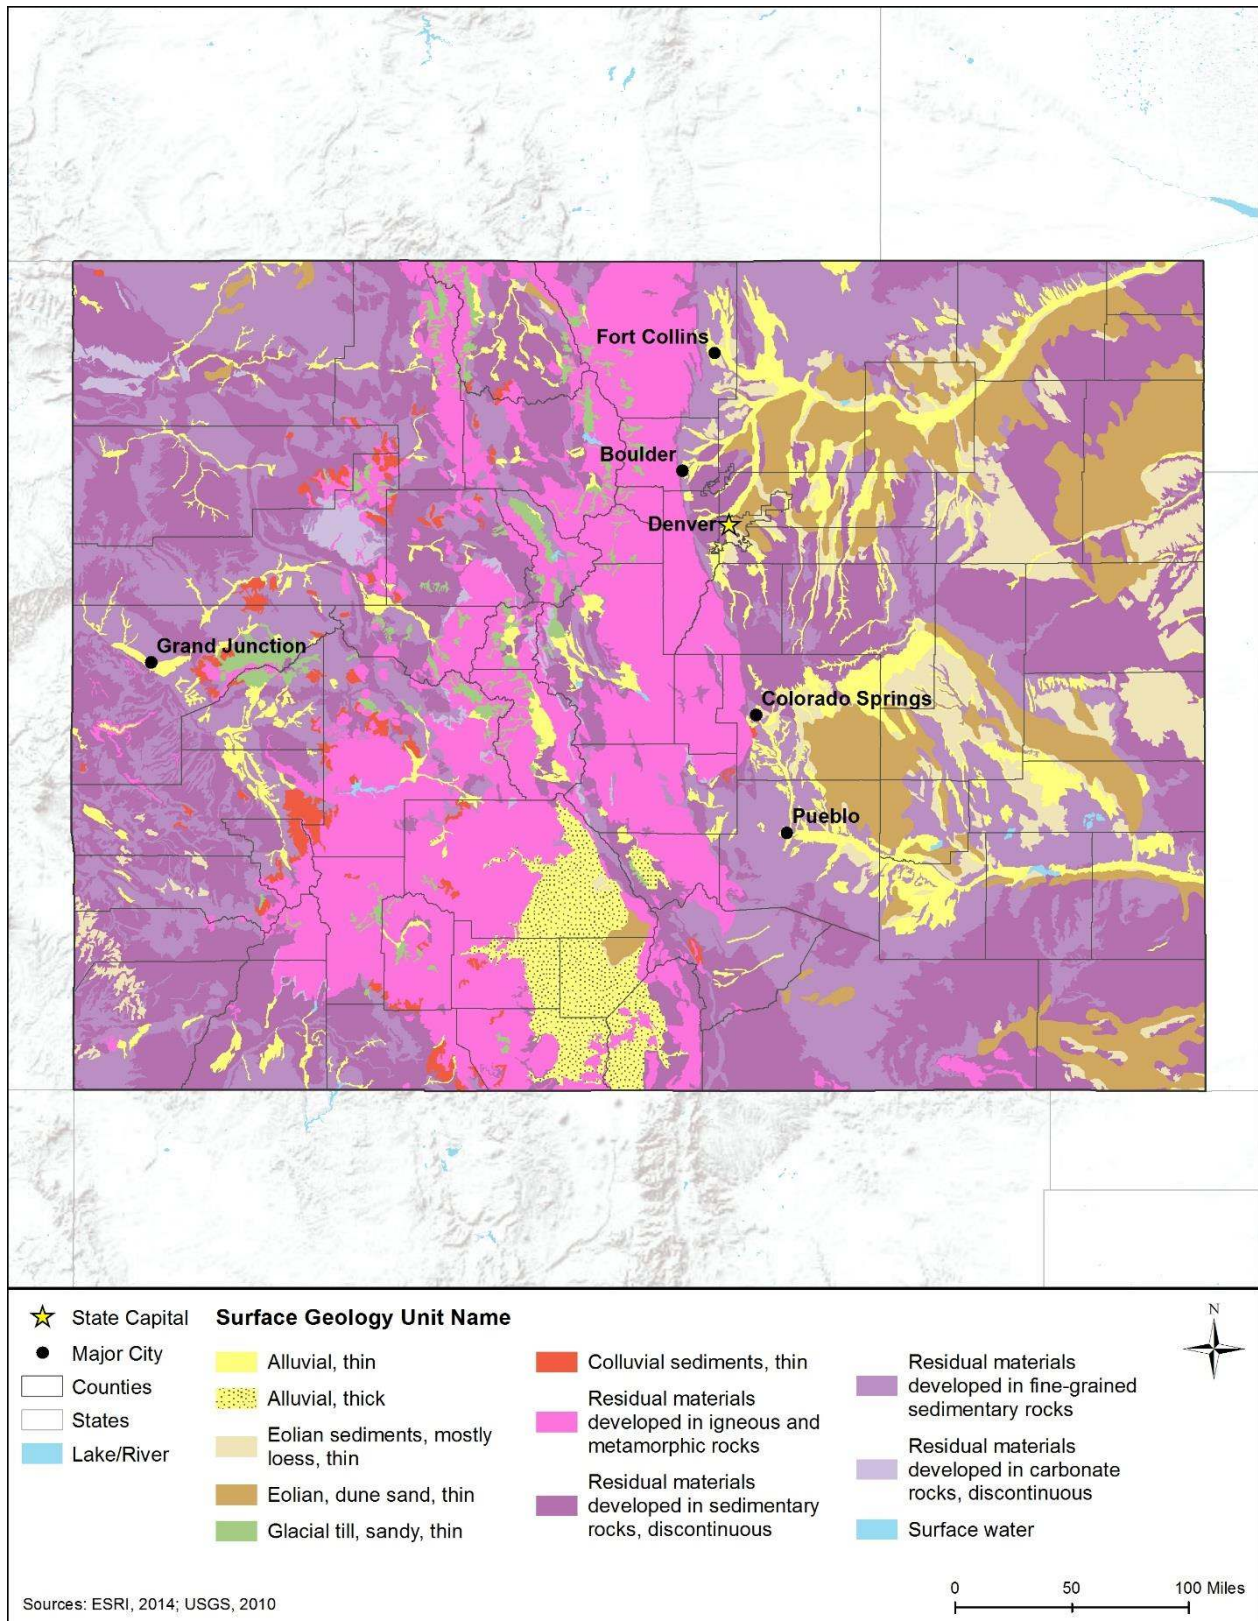 Fort Collins
Boulder
Denver
Grand Junction
Colorado Springs
Pueblo
State Capital
Major City
Counties
States
Lake/River
Surface Geology Unit Name
Alluvial, thin
Alluvial, thick
Eolian sediments, mostly
loess, thin
Eolian, dune sand, thin
Glacial till, sandy, thin
Colluvial sediments, thin
Residual materials
developed in igneous and
metamorphic rocks
Residual materials
developed in sedimentary
rocks, discontinuous
Residual materials
developed in fine-grained
sedimentary rocks
Residual materials
developed in carbonate
rocks, discontinuous
Surface water
N
0 50 100 Miles
Sources: ESRI, 2014; USGS, 2010